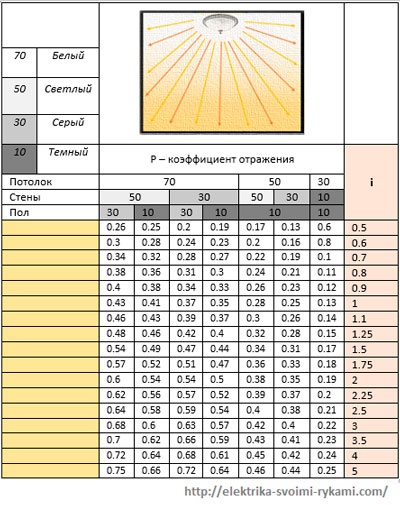 70 Белый
50 Светлый
30 Серый
10 Темный
P – коэффициент отражения
i
Потолок 70 50 30
Стены 50 30 50 30 10
Пол 30 10 30 10 10 10
0.26 0.25 0.2 0.19 0.17 0.13 0.6 0.5
0.3 0.28 0.24 0.23 0.2 0.16 0.8 0.6
0.34 0.32 0.28 0.27 0.22 0.19 0.1 0.7
0.38 0.36 0.31 0.3 0.24 0.21 0.11 0.8
0.4 0.38 0.34 0.33 0.26 0.23 0.12 0.9
0.43 0.41 0.37 0.35 0.28 0.25 0.13 1
0.46 0.43 0.39 0.37 0.3 0.26 0.14 1.1
0.48 0.46 0.42 0.4 0.32 0.28 0.15 1.25
0.54 0.49 0.47 0.44 0.34 0.31 0.17 1.5
0.57 0.52 0.51 0.47 0.36 0.33 0.18 1.75
0.6 0.54 0.54 0.5 0.38 0.35 0.19 2
0.62 0.56 0.57 0.52 0.39 0.37 0.2 2.25
0.64 0.58 0.59 0.54 0.4 0.38 0.21 2.5
0.68 0.6 0.63 0.57 0.42 0.4 0.22 3
0.7 0.62 0.66 0.59 0.43 0.41 0.23 3.5
0.72 0.64 0.68 0.61 0.45 0.42 0.24 4
0.75 0.66 0.72 0.64 0.46 0.44 0.25 5
http://elektrika-svoimi-rykami.com/